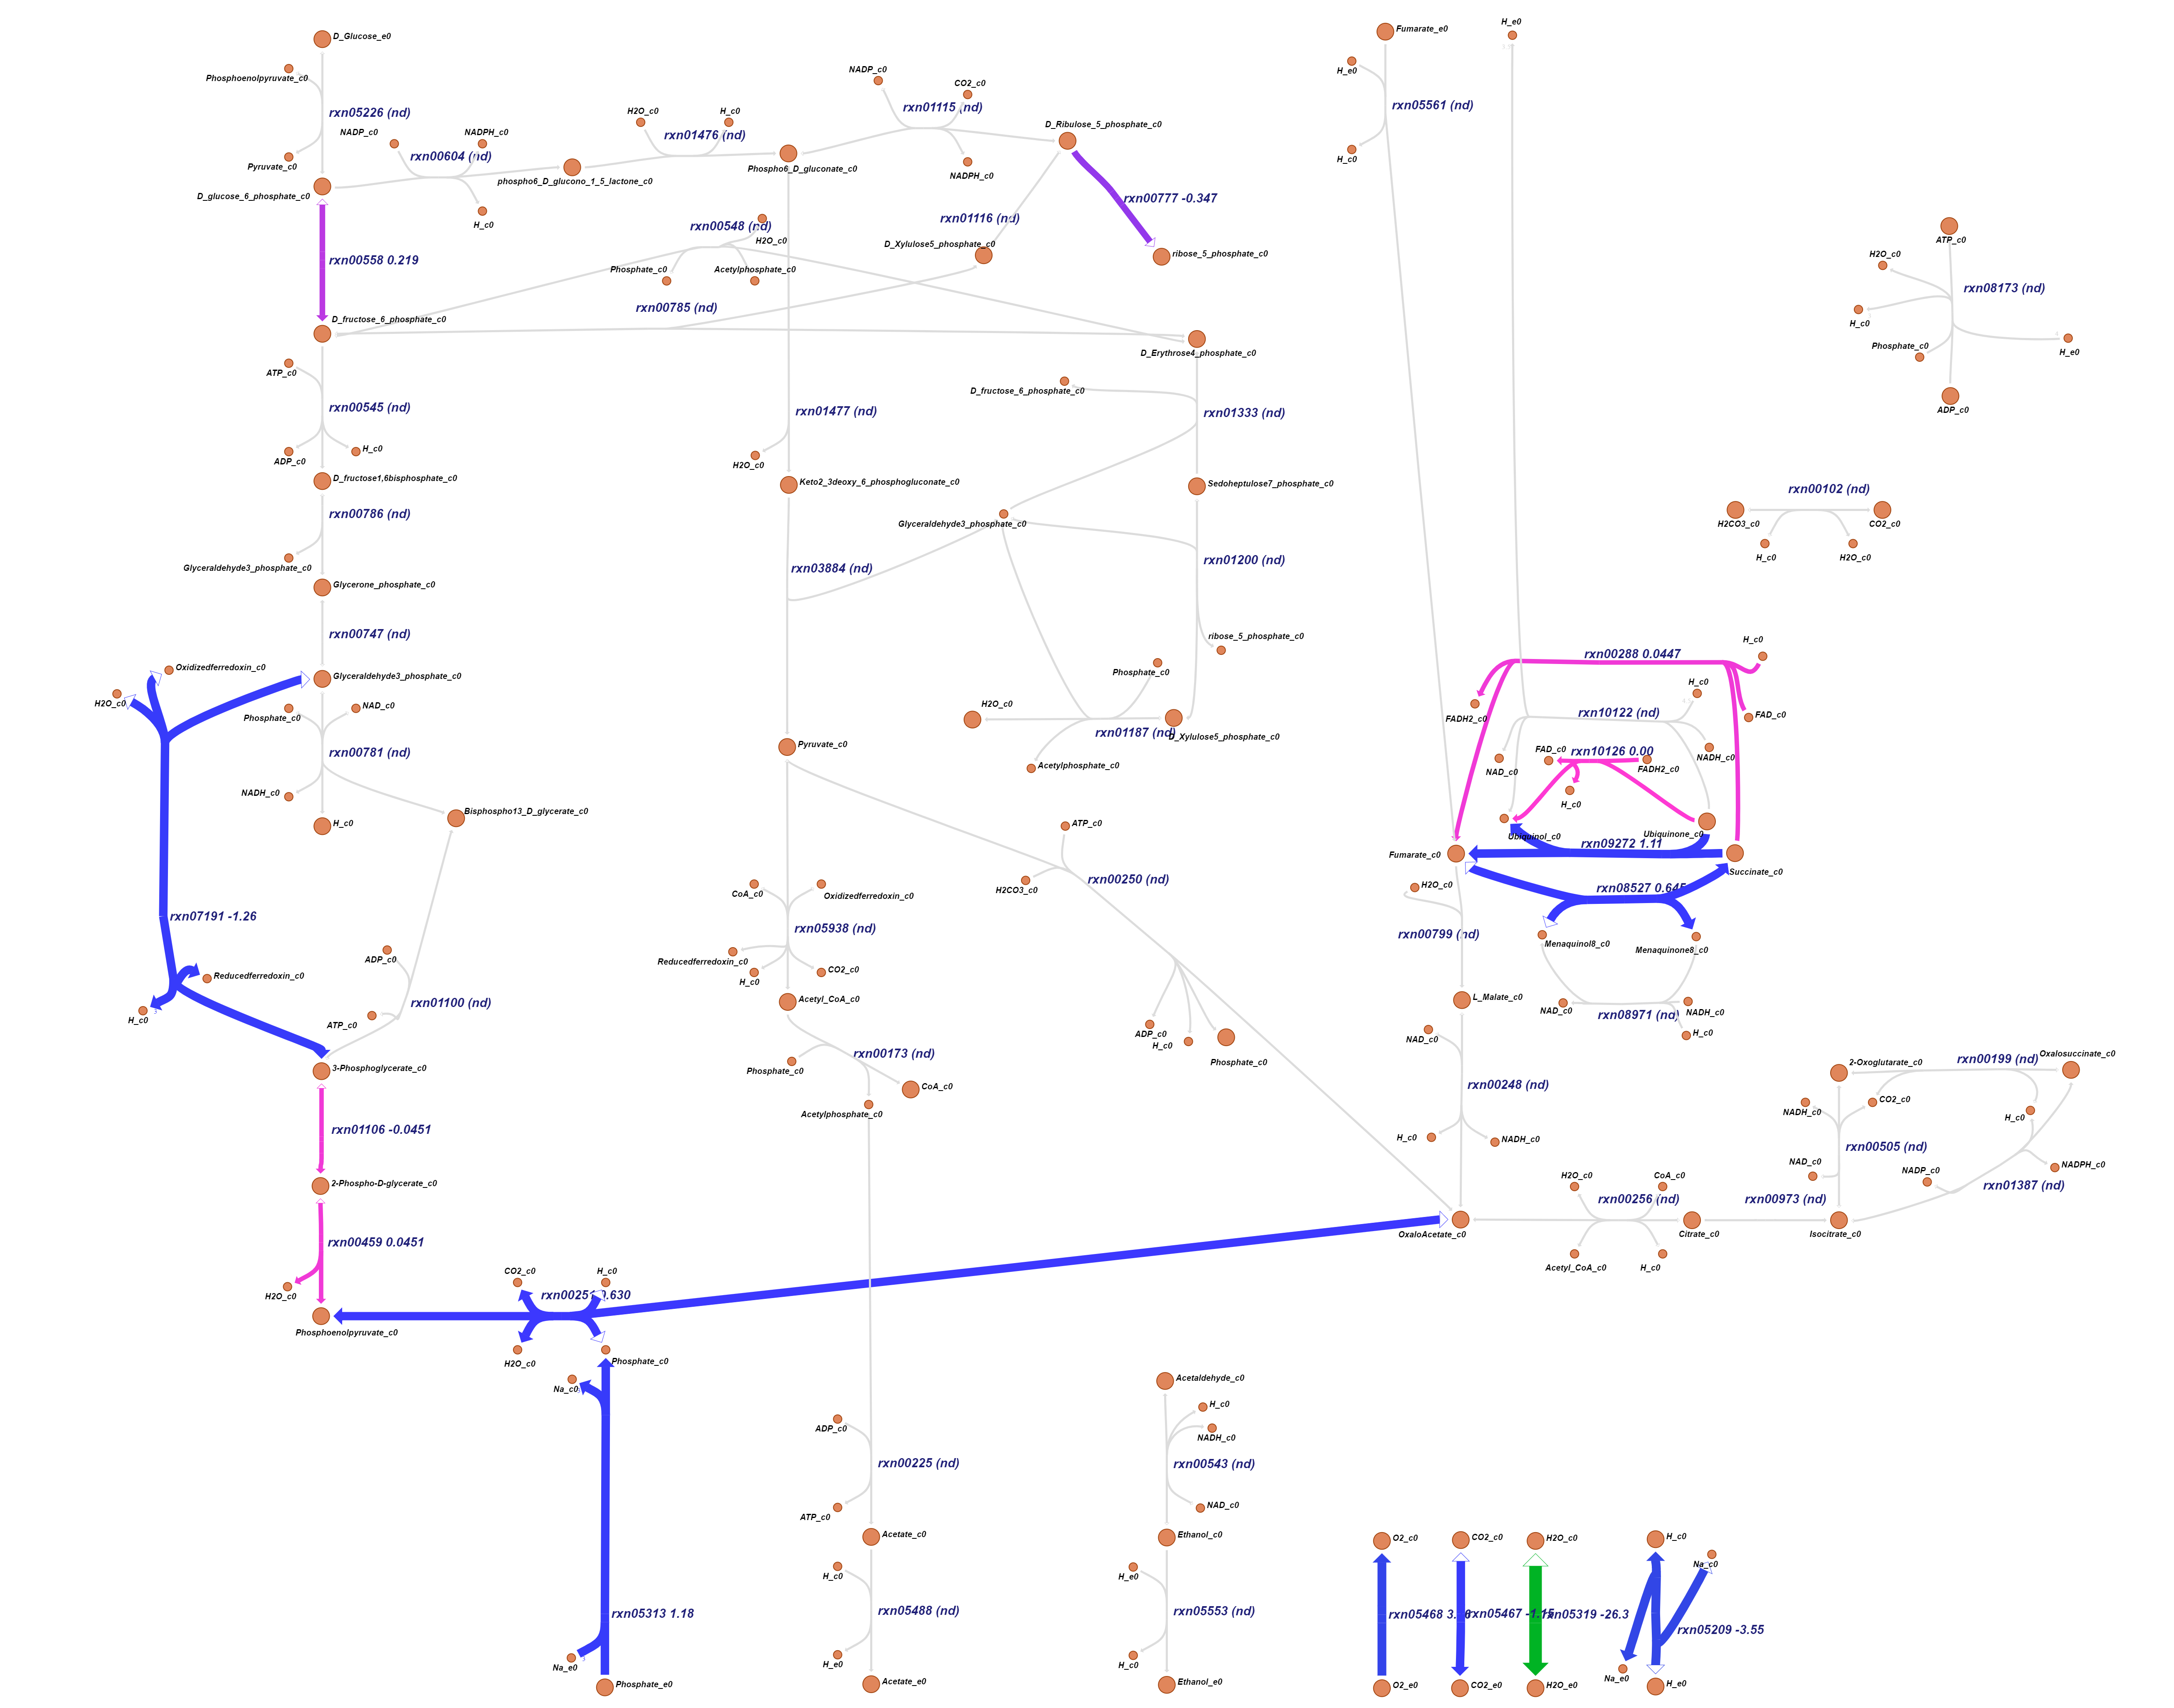 D_Glucose_e0
Phosphoenolpyruvate_c0
rxn05226 (nd)
Pyruvate_c0
D_glucose_6_phosphate_c0
NADP_c0
NADPH_c0
rxn00604 (nd)
H_c0
phospho6_D_glucono_1_5_lactone_c0
H2O_c0
H_c0
rxn01476 (nd)
Phospho6_D_gluconate_c0
NADP_c0
CO2_c0
rxn01115 (nd)
NADPH_c0
D_Ribulose_5_phosphate_c0
rxn00777 -0.347
ribose_5_phosphate_c0
rxn01116 (nd)
D_Xylulose5_phosphate_c0
rxn00548 (nd)
H2O_c0
Phosphate_c0
Acetylphosphate_c0
rxn00785 (nd)
rxn00558 0.219
D_fructose_6_phosphate_c0
ATP_c0
rxn00545 (nd)
ADP_c0
H_c0
D_fructose1,6bisphosphate_c0
rxn00786 (nd)
Glyceraldehyde3_phosphate_c0
Glycerone_phosphate_c0
rxn00747 (nd)
Oxidizedferredoxin_c0
H2O_c0
Glyceraldehyde3_phosphate_c0
Phosphate_c0
NAD_c0
rxn00781 (nd)
NADH_c0
H_c0
Bisphospho13_D_glycerate_c0
rxn07191 -1.26
ADP_c0
Reducedferredoxin_c0
H_c0
ATP_c0
rxn01100 (nd)
3-Phosphoglycerate_c0
rxn01106 -0.0451
2-Phospho-D-glycerate_c0
rxn00459 0.0451
H2O_c0
Phosphoenolpyruvate_c0
CO2_c0
H_c0
H2O_c0
Phosphate_c0
Na_c0
rxn05313 1.18
Na_e0
Phosphate_e0
D_Erythrose4_phosphate_c0
D_fructose_6_phosphate_c0
rxn01333 (nd)
rxn01477 (nd)
H2O_c0
Keto2_3deoxy_6_phosphogluconate_c0
Sedoheptulose7_phosphate_c0
Glyceraldehyde3_phosphate_c0
rxn03884 (nd)
rxn01200 (nd)
ribose_5_phosphate_c0
Phosphate_c0
H2O_c0
rxn01187 (nd)
D_Xylulose5_phosphate_c0
Acetylphosphate_c0
Pyruvate_c0
ATP_c0
H2CO3_c0
rxn00250 (nd)
CoA_c0
Oxidizedferredoxin_c0
rxn05938 (nd)
Reducedferredoxin_c0
H_c0
CO2_c0
Acetyl_CoA_c0
ADP_c0
H_c0
Phosphate_c0
rxn00173 (nd)
Phosphate_c0
CoA_c0
Acetylphosphate_c0
ADP_c0
rxn00225 (nd)
ATP_c0
Acetate_c0
H_c0
rxn05488 (nd)
H_e0
Acetate_e0
Acetaldehyde_c0
H_c0
NADH_c0
rxn00543 (nd)
NAD_c0
Ethanol_c0
H_e0
rxn05553 (nd)
H_c0
Ethanol_e0
Fumarate_e0
H_e0
H_e0
rxn05561 (nd)
H_c0
ATP_c0
H2O_c0
rxn08173 (nd)
H_c0
Phosphate_c0
H_e0
ADP_c0
rxn00102 (nd)
H2CO3_c0
CO2_c0
H_c0
H2O_c0
rxn00288 0.0447
H_c0
FADH2_c0
FAD_c0
H_c0
rxn10122 (nd)
NAD_c0
NADH_c0
FAD_c0
rxn10126 0.00
FADH2_c0
H_c0
Ubiquinol_c0
Ubiquinone_c0
rxn09272 1.11
Fumarate_c0
Succinate_c0
H2O_c0
rxn00799 (nd)
Menaquinol8_c0
Menaquinone8_c0
NAD_c0
NADH_c0
rxn08971 (nd)
H_c0
L_Malate_c0
NAD_c0
rxn00248 (nd)
H_c0
NADH_c0
OxaloAcetate_c0
H2O_c0
CoA_c0
rxn00256 (nd)
Acetyl_CoA_c0
H_c0
Citrate_c0
rxn00973 (nd)
Isocitrate_c0
2-Oxoglutarate_c0
rxn00199 (nd)
Oxalosuccinate_c0
NADH_c0
CO2_c0
H_c0
rxn00505 (nd)
NAD_c0
NADP_c0
NADPH_c0
rxn01387 (nd)
O2_c0
CO2_c0
H2O_c0
H_c0
Na_c0
rxn05468
rxn05467
rxn05319 -26.3
rxn05209 -3.55
Na_e0
O2_e0
CO2_e0
H2O_e0
H_e0